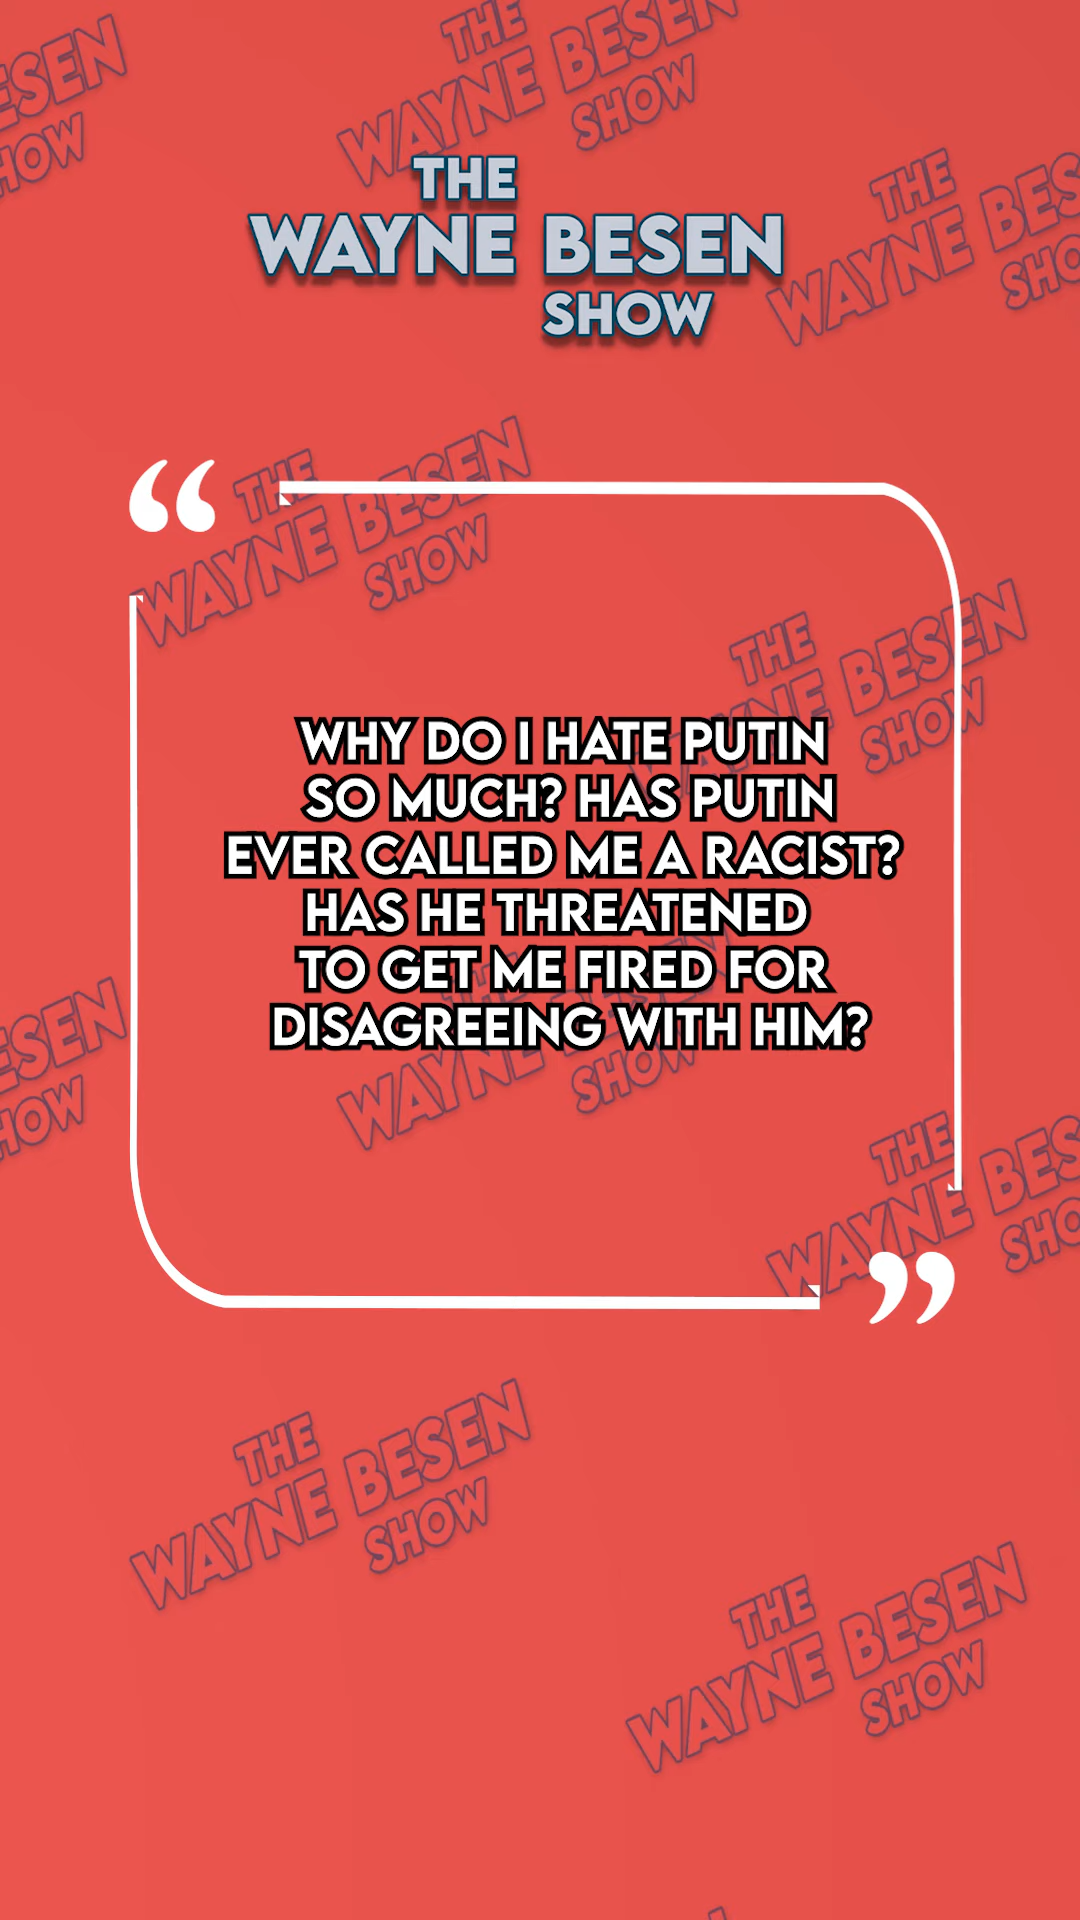 THE
WAYNE BESEN
SHOW
WHY DO I HATE PUTIN
SO MUCH? HAS PUTIN
EVER CALLED ME A RACIST?
HAS HE THREATENED
TO GET ME FIRED FOR
DISAGREEING WITH HIM?